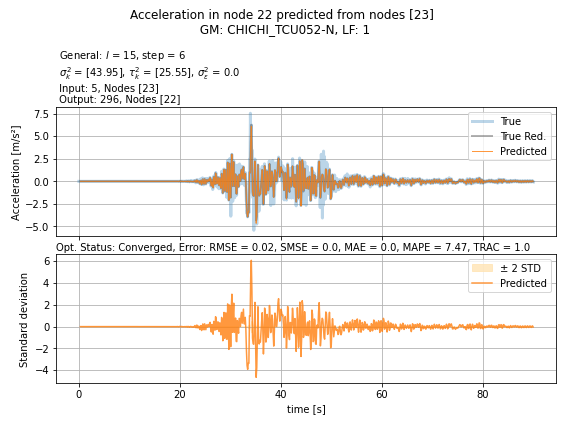 Acceleration in node 22 predicted from nodes [23]
GM: CHICHI_TCU052-N, LF: 1
General: l = 15, step = 6
σ²ₖ = [43.95], τ²ₖ = [25.55], σ²ₑ = 0.0
Input: 5, Nodes [23]
Output: 296, Nodes [22]
Acceleration [m/s²]
7.5
5.0
2.5
0.0
−2.5
−5.0
True
True Red.
Predicted
Opt. Status: Converged, Error: RMSE = 0.02, SMSE = 0.0, MAE = 0.0, MAPE = 7.47, TRAC = 1.0
Standard deviation
6
4
2
0
−2
−4
± 2 STD
Predicted
0 20 40 60 80
time [s]